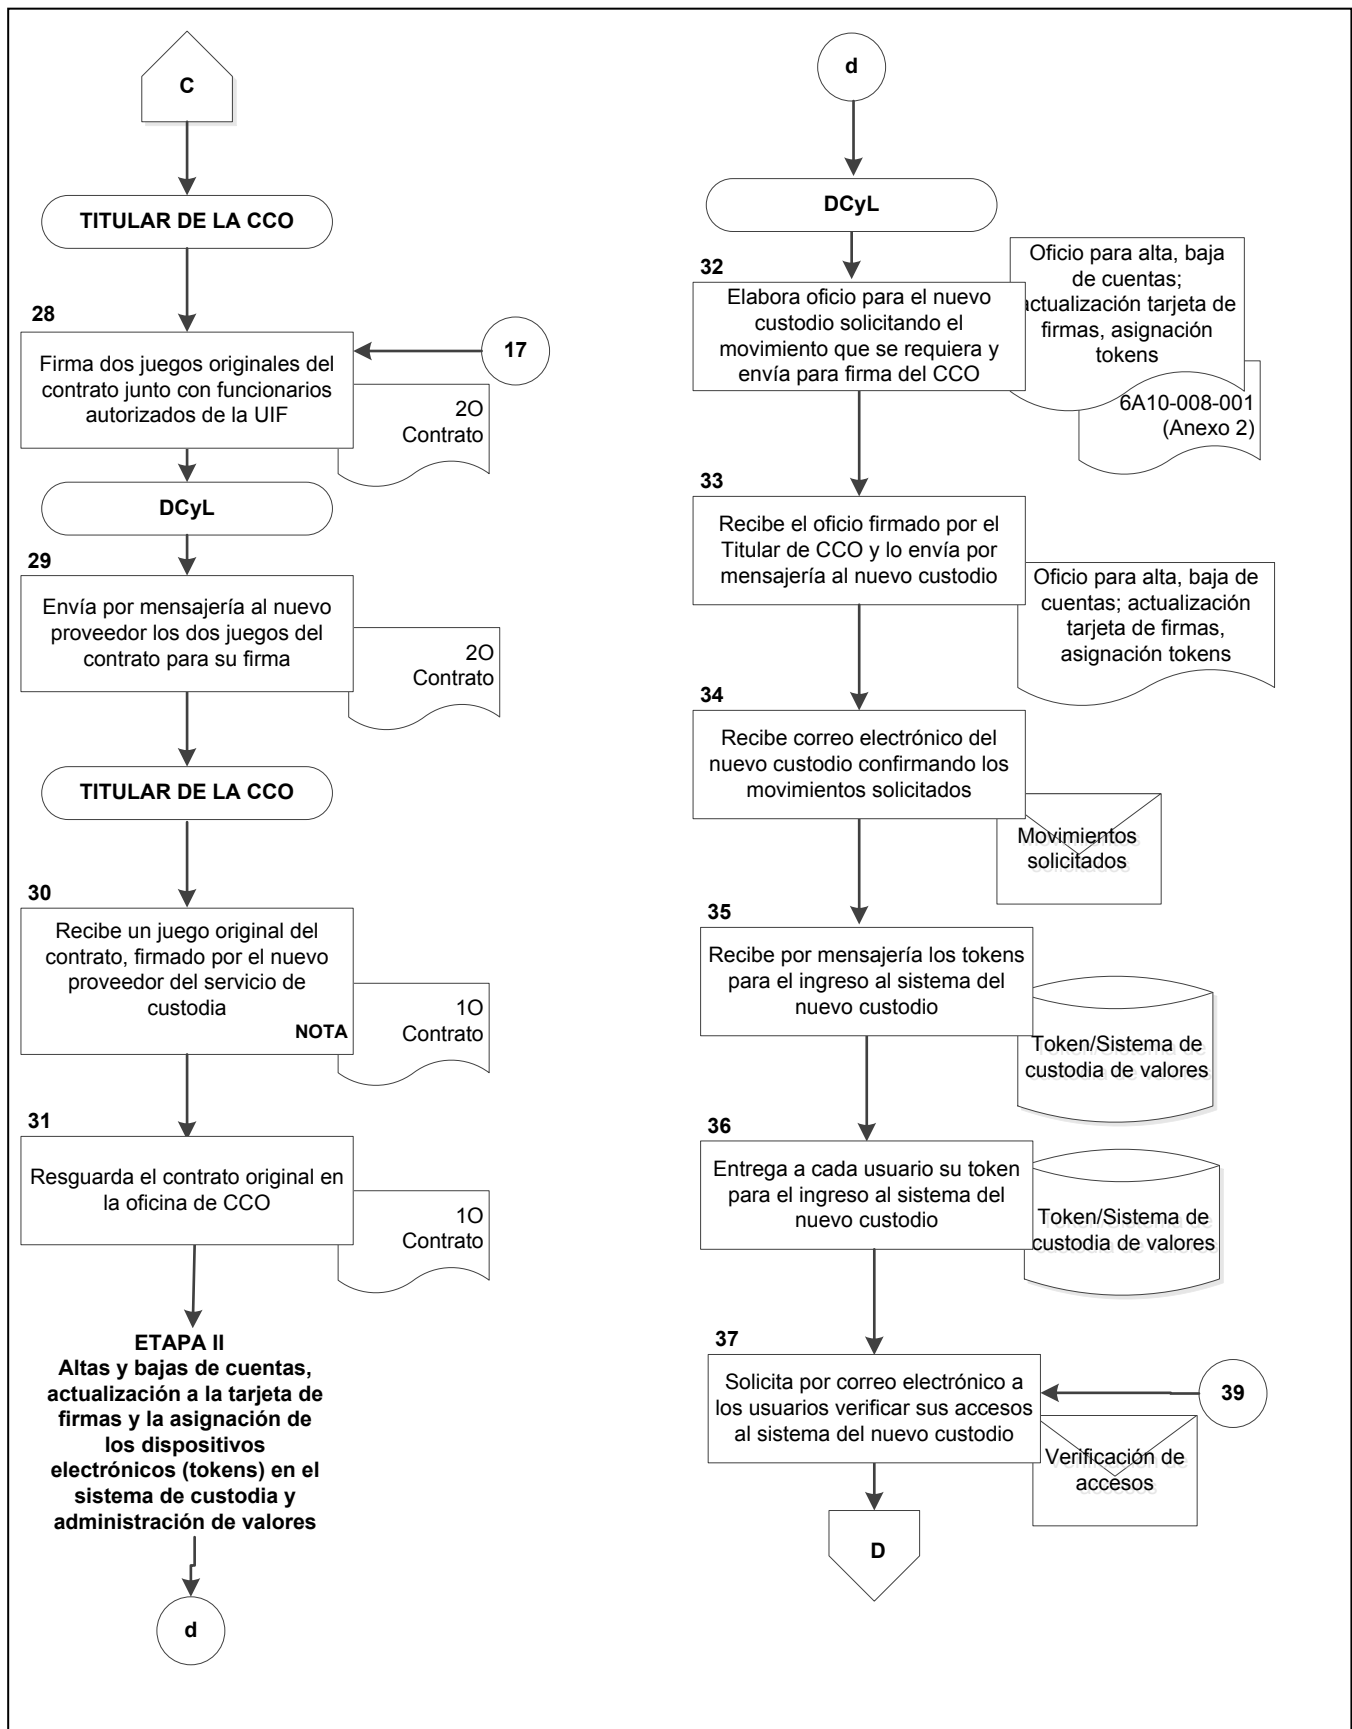 C
TITULAR DE LA CCO
28
Firma dos juegos originales del
contrato junto con funcionarios
autorizados de la UIF
17
2O
Contrato
DCyL
29
Envía por mensajería al nuevo
proveedor los dos juegos del
contrato para su firma
2O
Contrato
TITULAR DE LA CCO
30
Recibe un juego original del
contrato, firmado por el nuevo
proveedor del servicio de
custodia
NOTA
1O
Contrato
31
Resguarda el contrato original en
la oficina de CCO
1O
Contrato
ETAPA II
Altas y bajas de cuentas,
actualización a la tarjeta de
firmas y la asignación de
los dispositivos
electrónicos (tokens) en el
sistema de custodia y
administración de valores
d
d
DCyL
32
Elabora oficio para el nuevo
custodio solicitando el
movimiento que se requiera y
envía para firma del CCO
Oficio para alta, baja
de cuentas;
actualización tarjeta de
firmas, asignación
tokens
6A10-008-001
(Anexo 2)
33
Recibe el oficio firmado por el
Titular de CCO y lo envía por
mensajería al nuevo custodio
Oficio para alta, baja de
cuentas; actualización
tarjeta de firmas,
asignación tokens
34
Recibe correo electrónico del
nuevo custodio confirmando los
movimientos solicitados
Movimientos
solicitados
35
Recibe por mensajería los tokens
para el ingreso al sistema del
nuevo custodio
Token/Sistema de
custodia de valores
36
Entrega a cada usuario su token
para el ingreso al sistema del
nuevo custodio
Token/Sistema de
custodia de valores
37
Solicita por correo electrónico a
los usuarios verificar sus accesos
al sistema del nuevo custodio
39
Verificación de
accesos
D